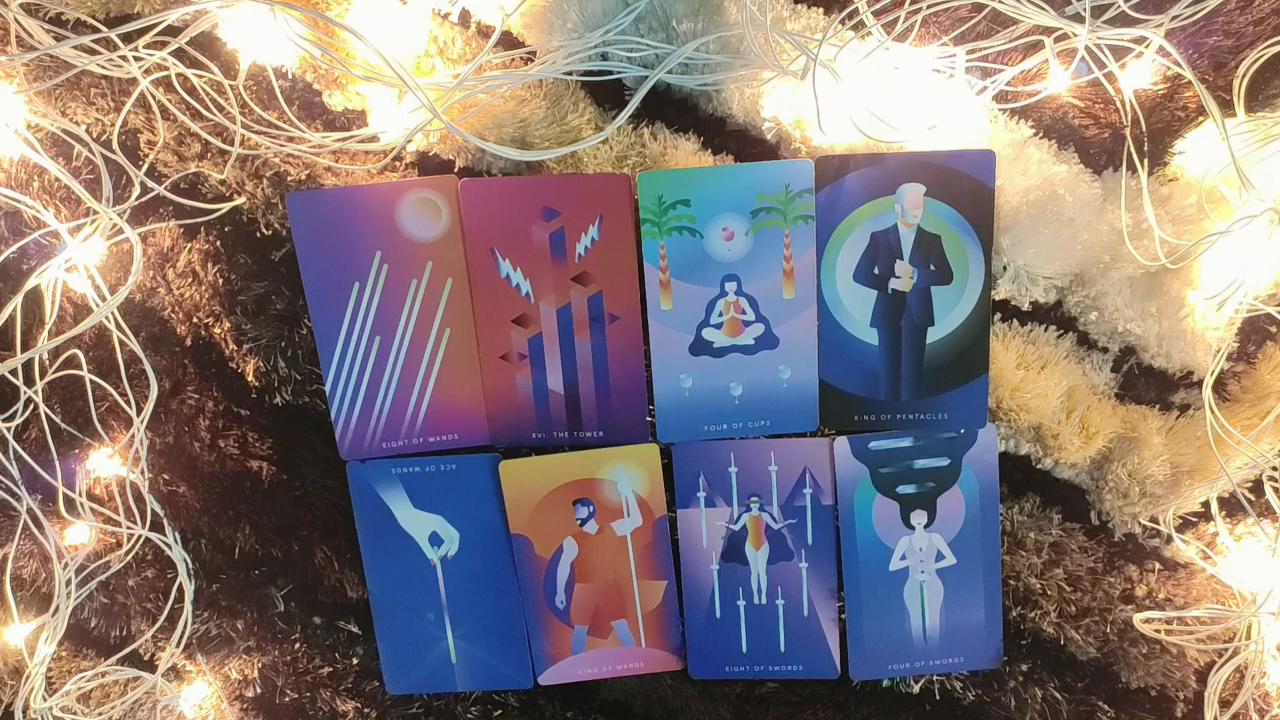 EIGHT OF WANDS
XVI. THE TOWER
FOUR OF CUPS
KING OF PENTACLES
ACE OF WANDS
KING OF WANDS
EIGHT OF SWORDS
FOUR OF SWORDS